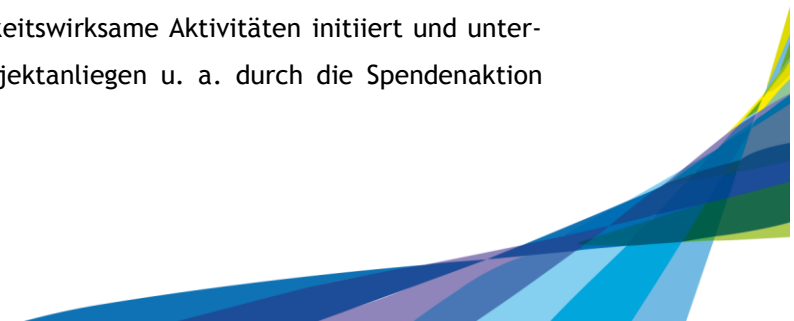 keitswirksame Aktivitäten initiiert und unter-
jektanliegen u. a. durch die Spendenaktion